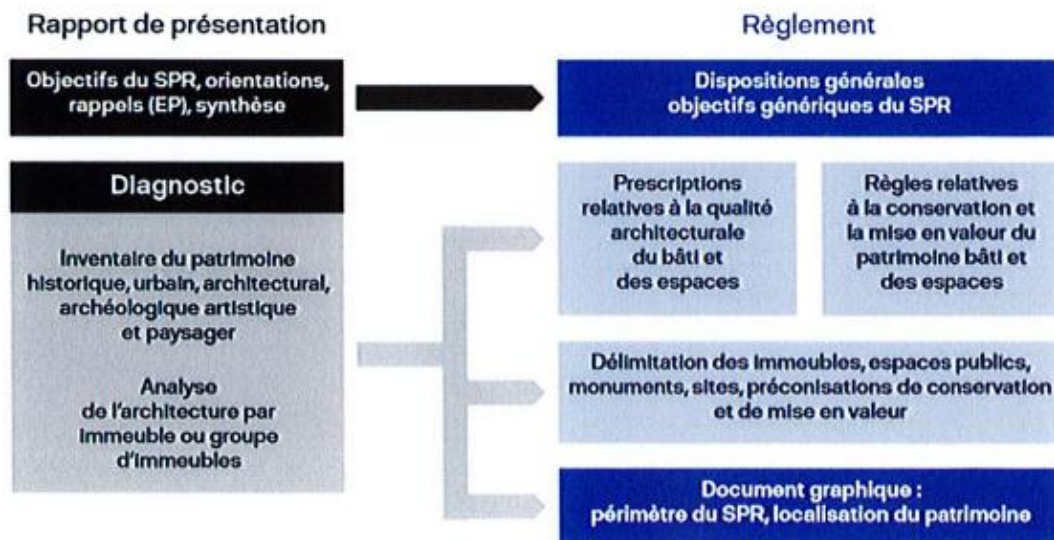 Rapport de présentation
Objectifs du SPR, orientations,
rappels (EP), synthèse
Diagnostic
Inventaire du patrimoine
historique, urbain, architectural,
archéologique artistique
et paysager
Analyse
de l'architecture par
immeuble ou groupe
d'immeubles
Règlement
Dispositions générales
objectifs génériques du SPR
Prescriptions
relatives à la qualité
architecturale
du bâti et
des espaces
Règles relatives
à la conservation et
la mise en valeur du
patrimoine bâti et
des espaces
Délimitation des immeubles, espaces publics,
monuments, sites, préconisations de conservation
et de mise en valeur
Document graphique :
périmètre du SPR, localisation du patrimoine